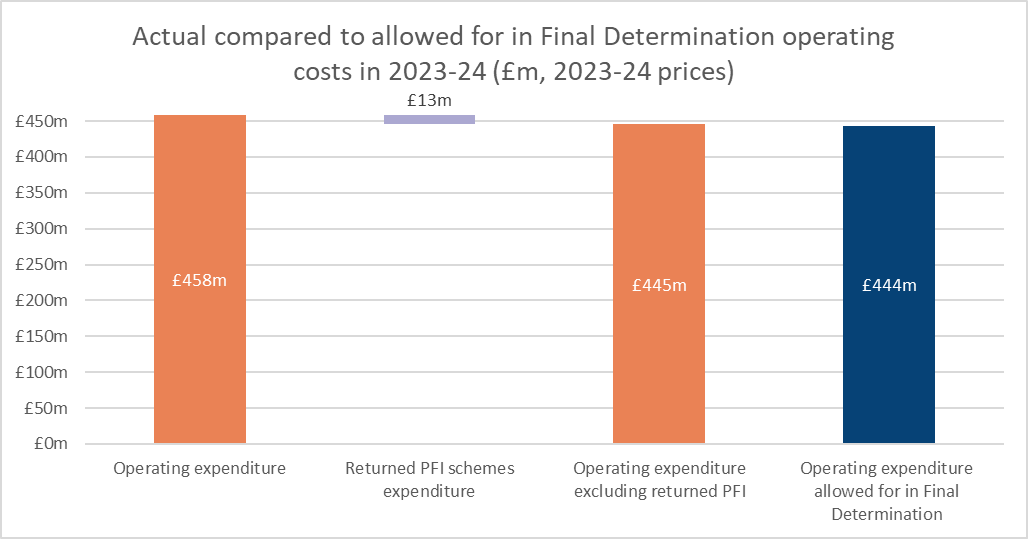 Actual compared to allowed for in Final Determination operating
costs in 2023-24 (£m, 2023-24 prices)
£13m
£450m
£400m
£350m
£300m
£250m
£200m
£150m
£100m
£50m
£0m
£458m
£445m
£444m
Operating expenditure
Returned PFI schemes
expenditure
Operating expenditure
excluding returned PFI
Operating expenditure
allowed for in Final
Determination